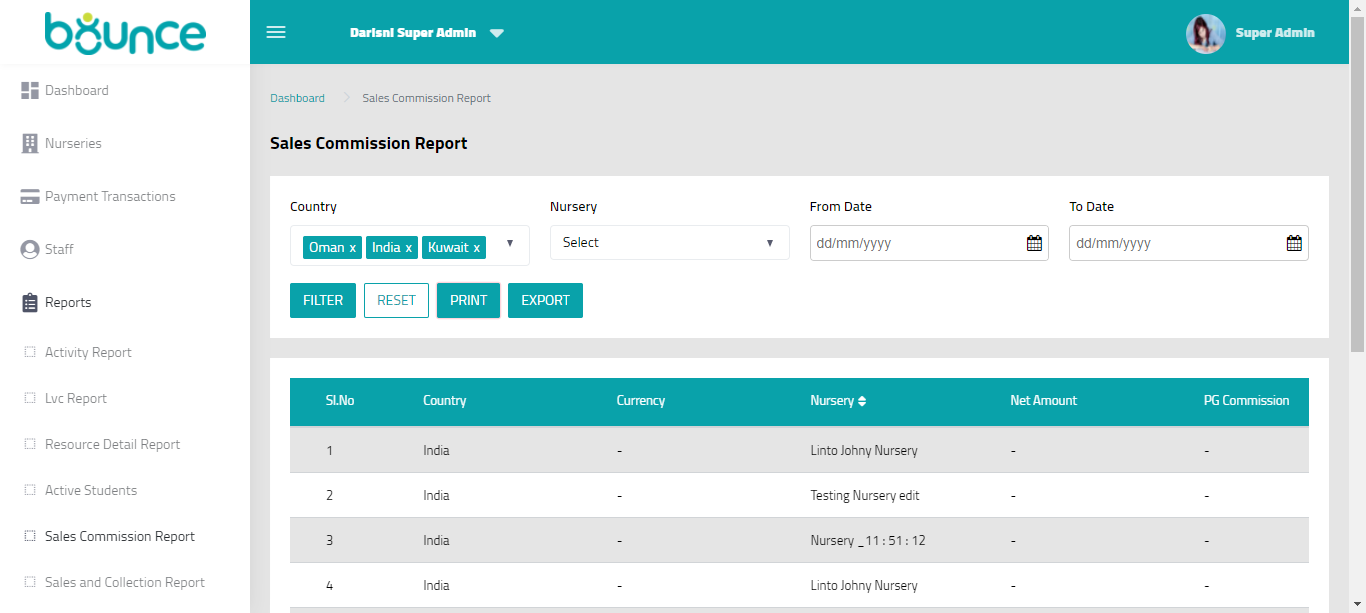 bounce
Darisni Super Admin
Super Admin
Dashboard
Nurseries
Payment Transactions
Staff
Reports
Activity Report
Lvc Report
Resource Detail Report
Active Students
Sales Commission Report
Sales and Collection Report
Dashboard Sales Commission Report
Sales Commission Report
Country Nursery From Date To Date
Oman x India x Kuwait x Select dd/mm/yyyy dd/mm/yyyy
FILTER RESET PRINT EXPORT
Sl.No Country Currency Nursery Net Amount PG Commission
1 India - Linto Johny Nursery - -
2 India - Testing Nursery edit - -
3 India - Nursery _11 : 51 : 12 - -
4 India - Linto Johny Nursery - -